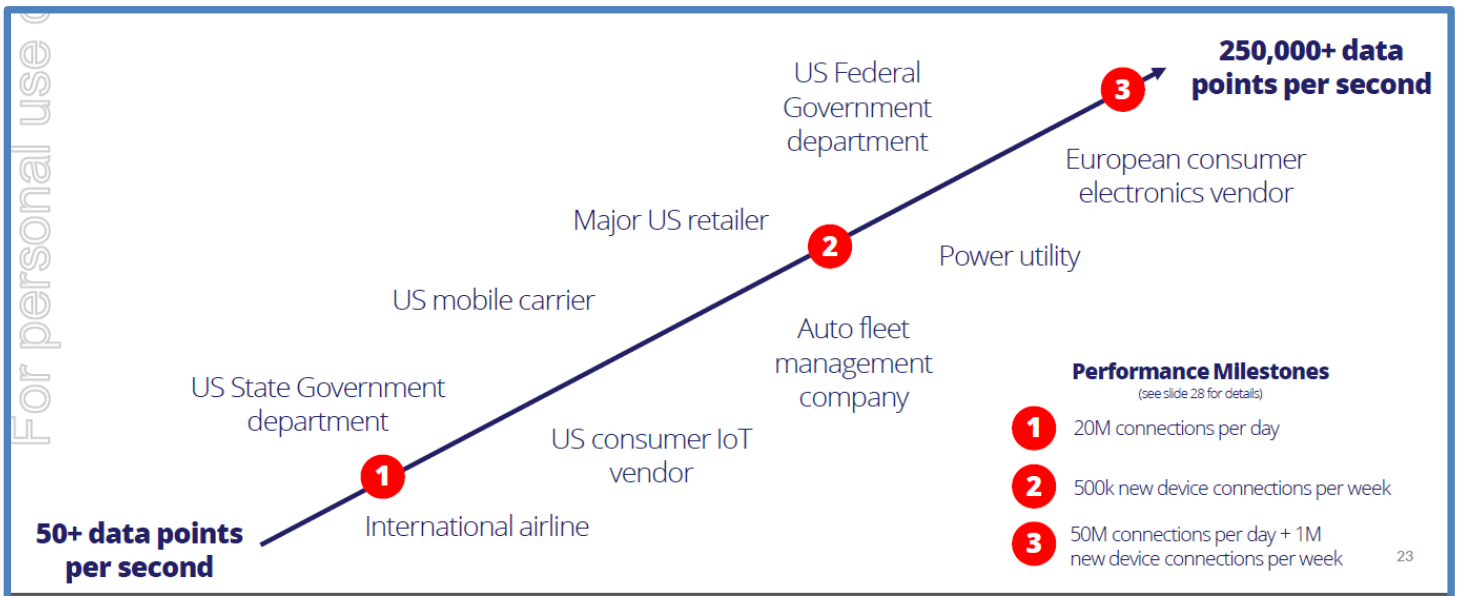 For personal use o
250,000+ data
points per second
3
US Federal
Government
department
European consumer
electronics vendor
Major US retailer
2
Power utility
US mobile carrier
Auto fleet
management
company
US State Government
department
US consumer IoT
vendor
1
International airline
50+ data points
per second
Performance Milestones
(see slide 28 for details)
1 20M connections per day
2 500k new device connections per week
3 50M connections per day + 1M
new device connections per week
23